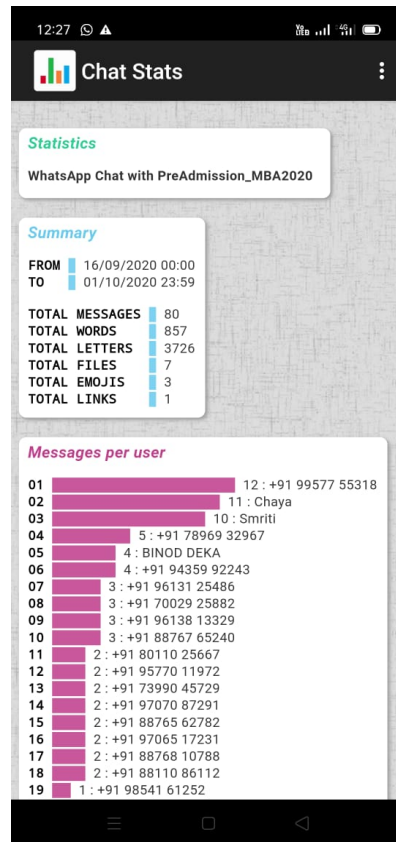 12:27
Chat Stats
Statistics
WhatsApp Chat with PreAdmission_MBA2020
Summary
FROM 16/09/2020 00:00
TO 01/10/2020 23:59
TOTAL MESSAGES 80
TOTAL WORDS 857
TOTAL LETTERS 3726
TOTAL FILES 7
TOTAL EMOJIS 3
TOTAL LINKS 1
Messages per user
01 12 : +91 99577 55318
02 11 : Chaya
03 10 : Smriti
04 5 : +91 78969 32967
05 4 : BINOD DEKA
06 4 : +91 94359 92243
07 3 : +91 96131 25486
08 3 : +91 70029 25882
09 3 : +91 96138 13329
10 3 : +91 88767 65240
11 2 : +91 80110 25667
12 2 : +91 95770 11972
13 2 : +91 73990 45729
14 2 : +91 97070 87291
15 2 : +91 88765 62782
16 2 : +91 97065 17231
17 2 : +91 88768 10788
18 2 : +91 88110 86112
19 1 : +91 98541 61252